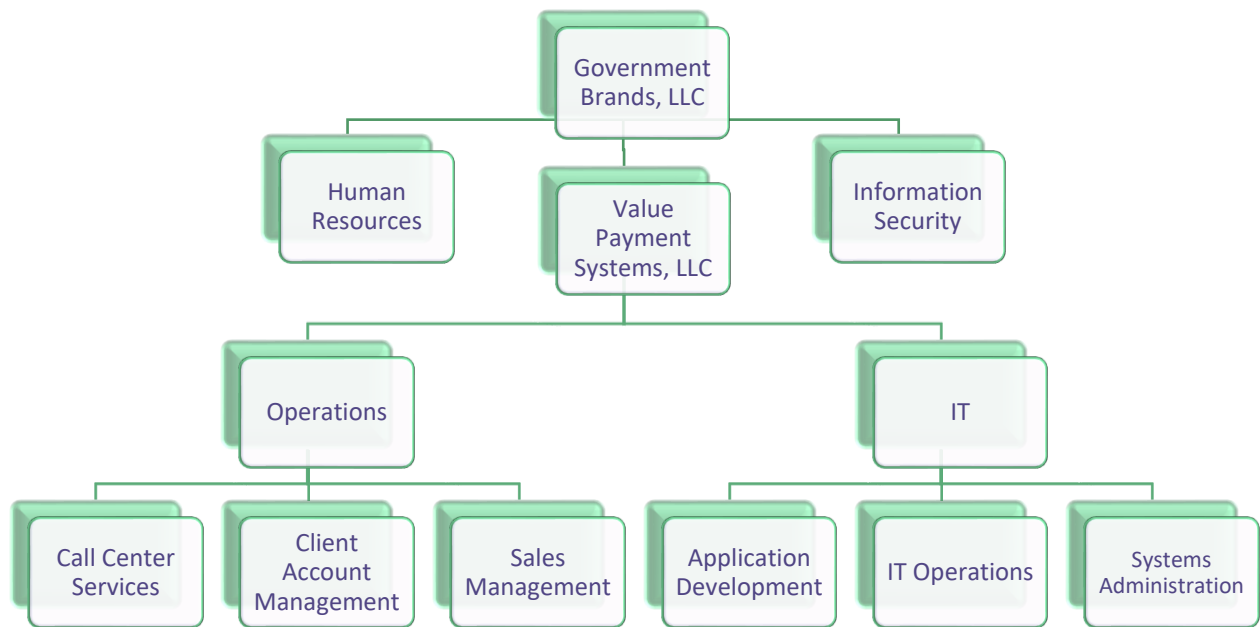 Government
Brands, LLC
Human
Resources
Value
Payment
Systems, LLC
Information
Security
Operations
IT
Call Center
Services
Client
Account
Management
Sales
Management
Application
Development
IT Operations
Systems
Administration